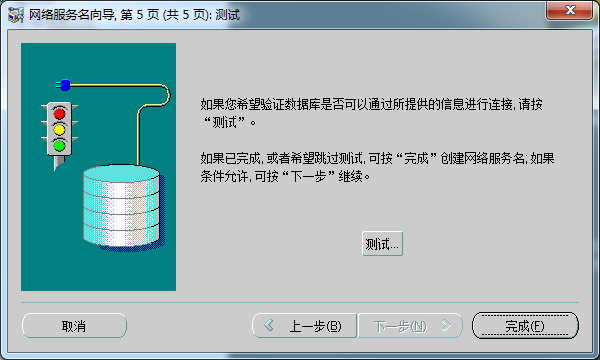 网络服务名向导, 第 5 页 (共 5 页): 测试
如果您希望验证数据库是否可以通过所提供的信息进行连接, 请按
“测试”。
如果已完成, 或者希望跳过测试, 可按“完成”创建网络服务名; 如果
条件允许, 可按“下一步”继续。
测试...
取消
上一步(B)
下一步(N)
完成(F)